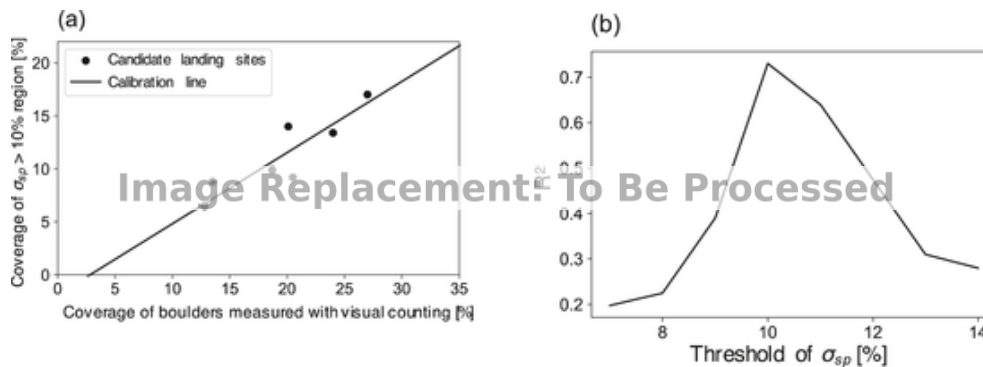 (a)
Coverage of σsp > 10% region [%]
20
15
10
5
0
Candidate landing sites
Calibration line
0 5 10 15 20 25 30 35
Coverage of boulders measured with visual counting [%]
(b)
R²
0.7
0.6
0.5
0.4
0.3
0.2
8 10 12 14
Threshold of σsp [%]
Image Replacement: To Be Processed